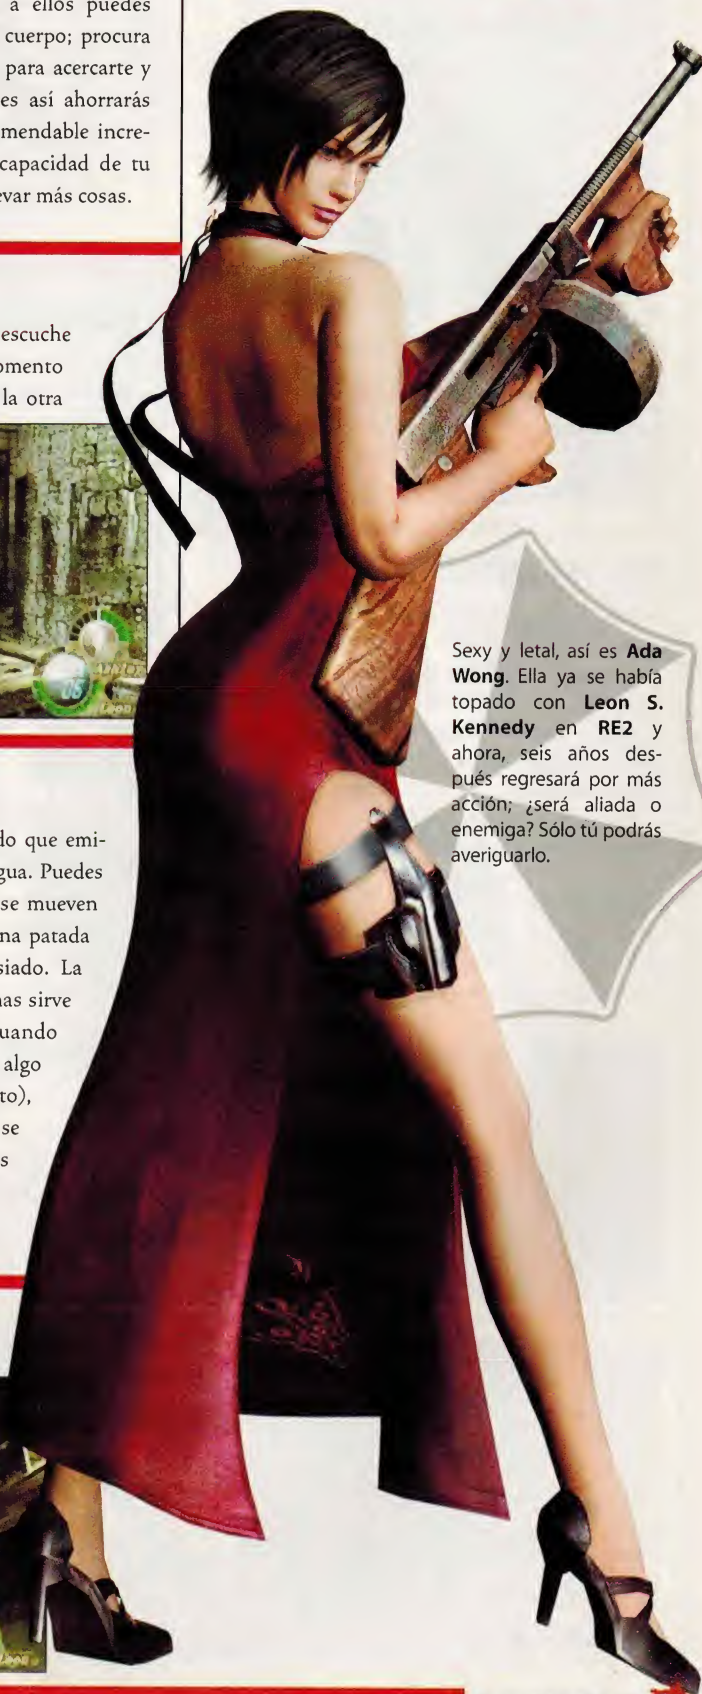 a ellos puedes
cuerpo; procura
para acercarte y
es así ahorrarás
mendable incre-
capacidad de tu
evar más cosas.
escuche
omento
la otra
Sexy y letal, así es Ada
Wong. Ella ya se había
topado con Leon S.
Kennedy en RE2 y
ahora, seis años des-
pués regresará por más
acción; ¿será aliada o
enemiga? Sólo tú podrás
averiguarlo.
do que emi-
gua. Puedes
se mueven
na patada
siado. La
nas sirve
uando
algo
to),
se
s